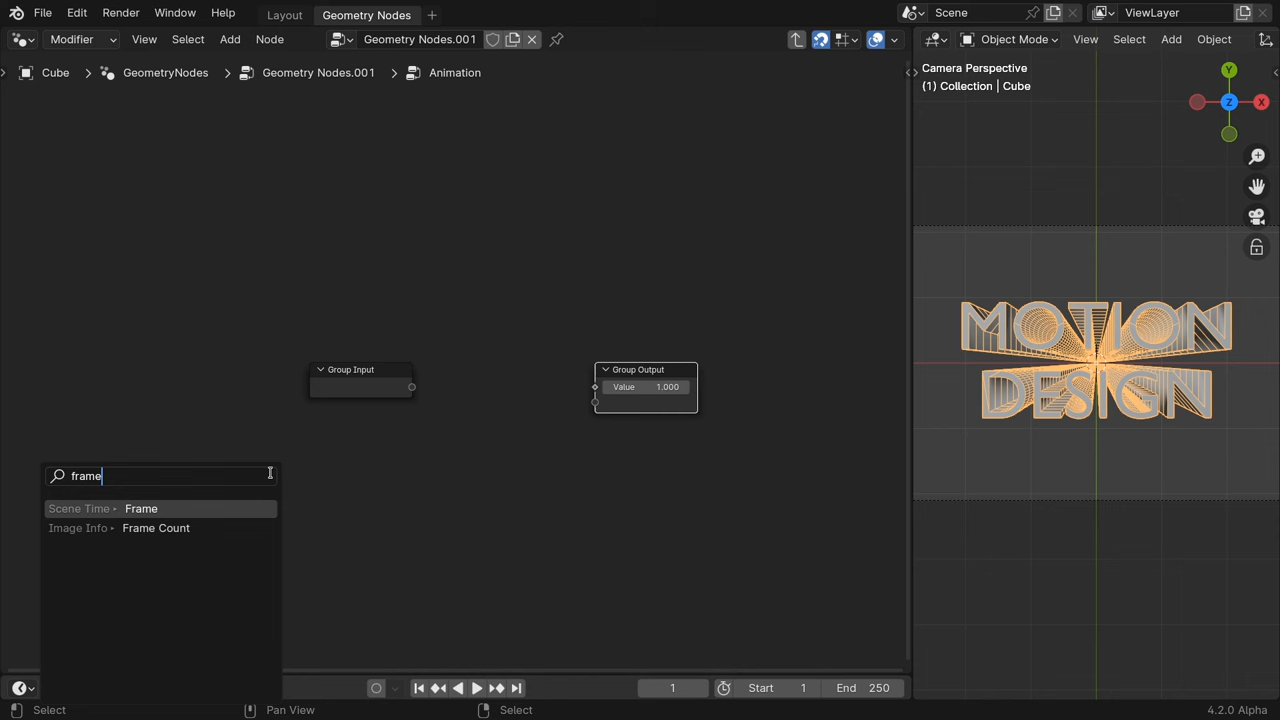 File Edit Render Window Help Layout Geometry Nodes Scene ViewLayer
Modifier View Select Add Node Geometry Nodes.001 Object Mode View Select Add Object
Cube GeometryNodes Geometry Nodes.001 Animation
Camera Perspective
(1) Collection | Cube
Y
Z X
MOTION
DESIGN
Group Input
Group Output
Value 1.000
frame
Scene Time ▸ Frame
Image Info ▸ Frame Count
1 Start 1 End 250
Select Pan View Select 4.2.0 Alpha